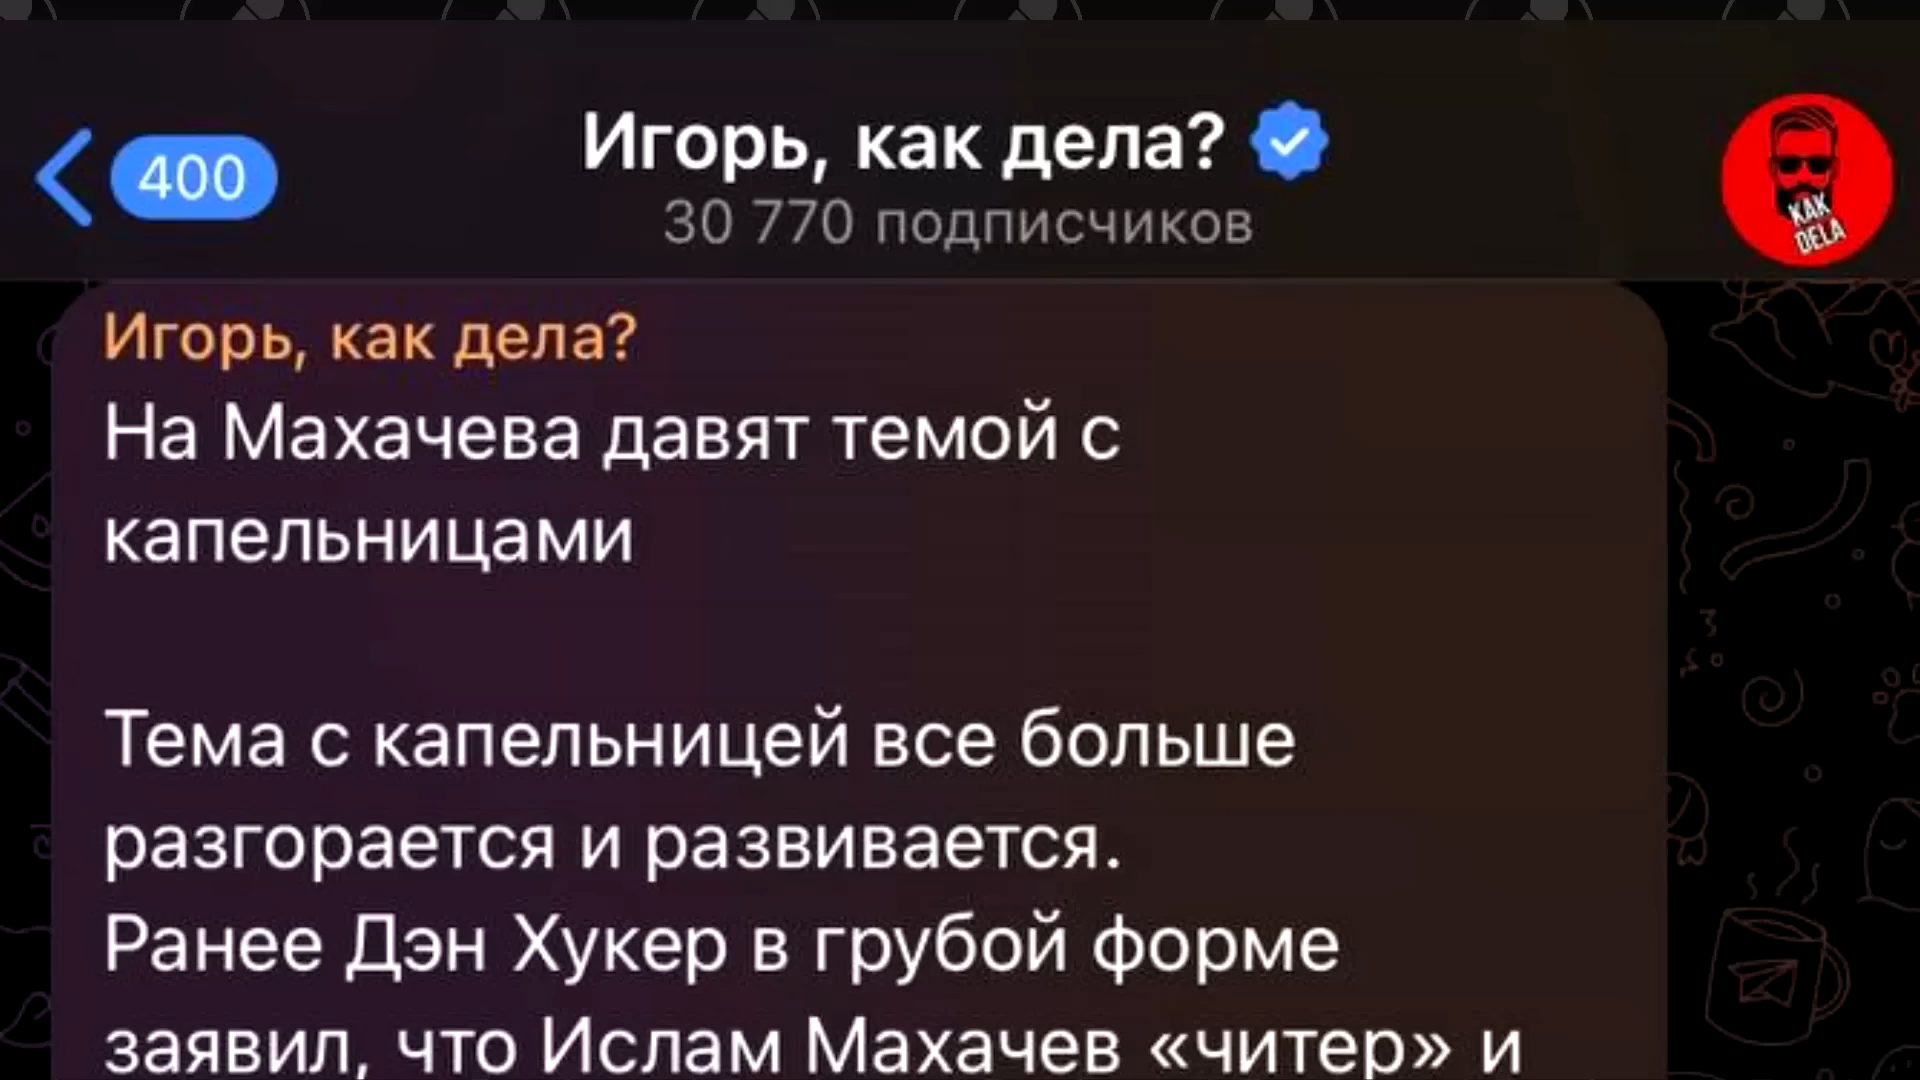 400
Игорь, как дела?
30 770 подписчиков
KAK
DELA
Игорь, как дела?
На Махачева давят темой с
капельницами
Тема с капельницей все больше
разгорается и развивается.
Ранее Дэн Хукер в грубой форме
заявил, что Ислам Махачев «читер» и